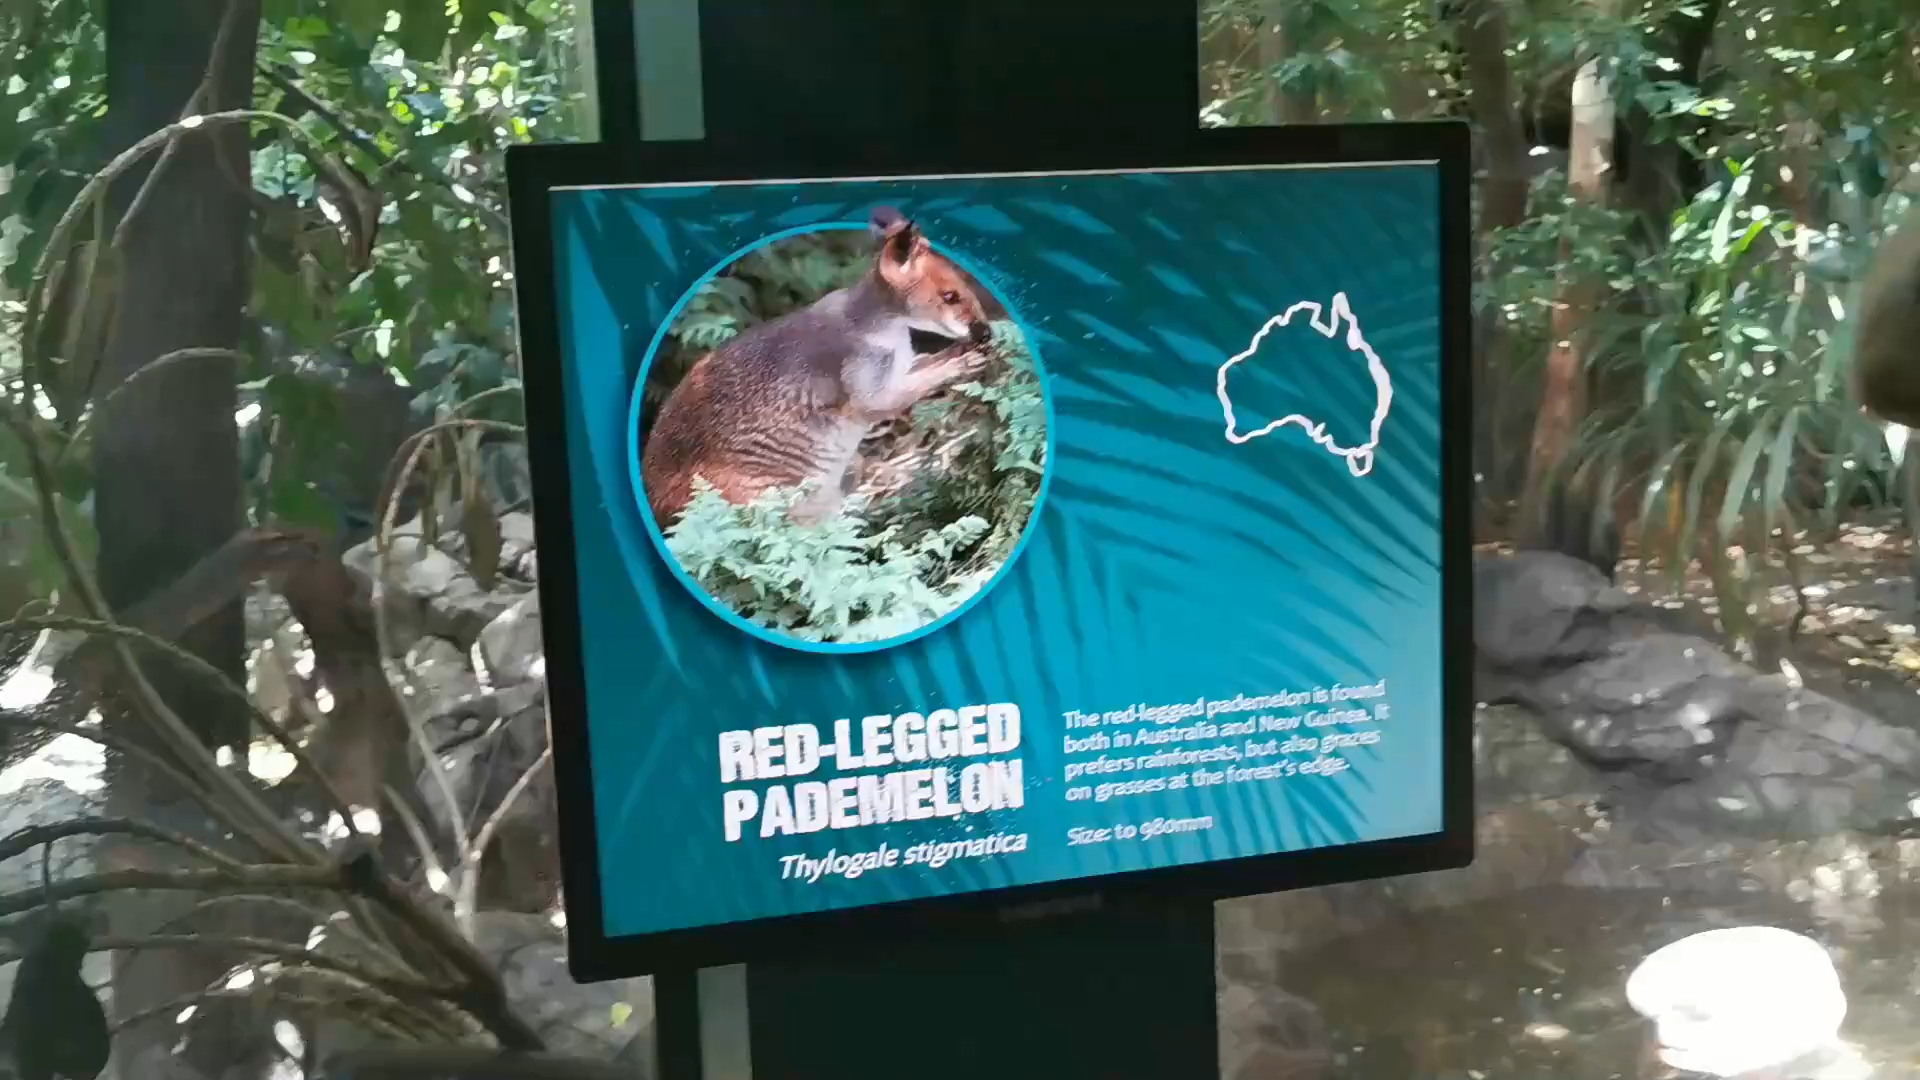 RED-LEGGED
PADEMELON
Thylogale stigmatica
The red-legged pademelon is found
both in Australia and New Guinea. It
prefers rainforests, but also grazes
on grasses at the forest's edge.
Size: to 980mm